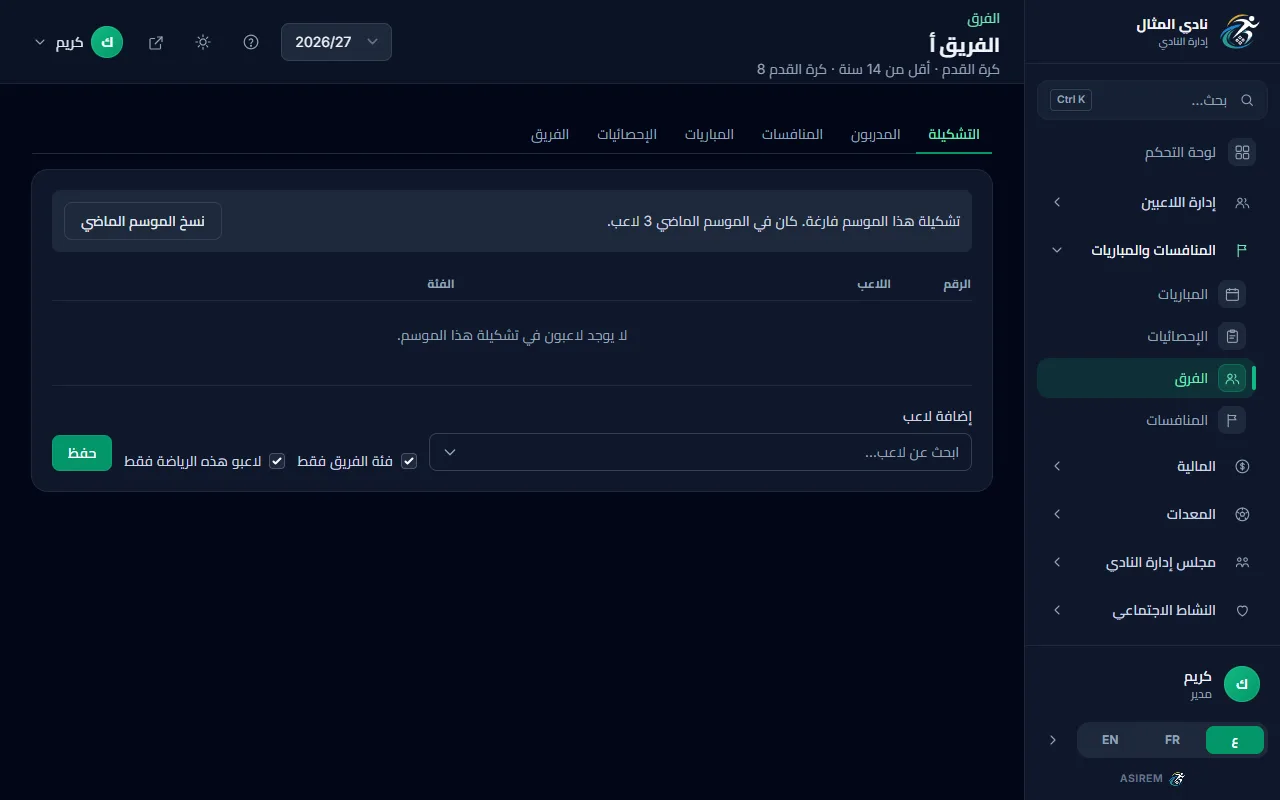 نادي المثال
إدارة النادي
بحث...
Ctrl K
لوحة التحكم
إدارة اللاعبين
المنافسات والمباريات
المباريات
الإحصائيات
الفرق
المنافسات
المالية
المعدات
مجلس إدارة النادي
النشاط الاجتماعي
ك
كريم
مدير
ع
FR
EN
ASIREM
الفرق
الفريق أ
كرة القدم · أقل من 14 سنة · كرة القدم 8
2026/27
ك
كريم
التشكيلة
المدربون
المنافسات
المباريات
الإحصائيات
الفريق
تشكيلة هذا الموسم فارغة. كان في الموسم الماضي 3 لاعب.
نسخ الموسم الماضي
الرقم
اللاعب
الفئة
لا يوجد لاعبون في تشكيلة هذا الموسم.
إضافة لاعب
ابحث عن لاعب...
فئة الفريق فقط
لاعبو هذه الرياضة فقط
حفظ